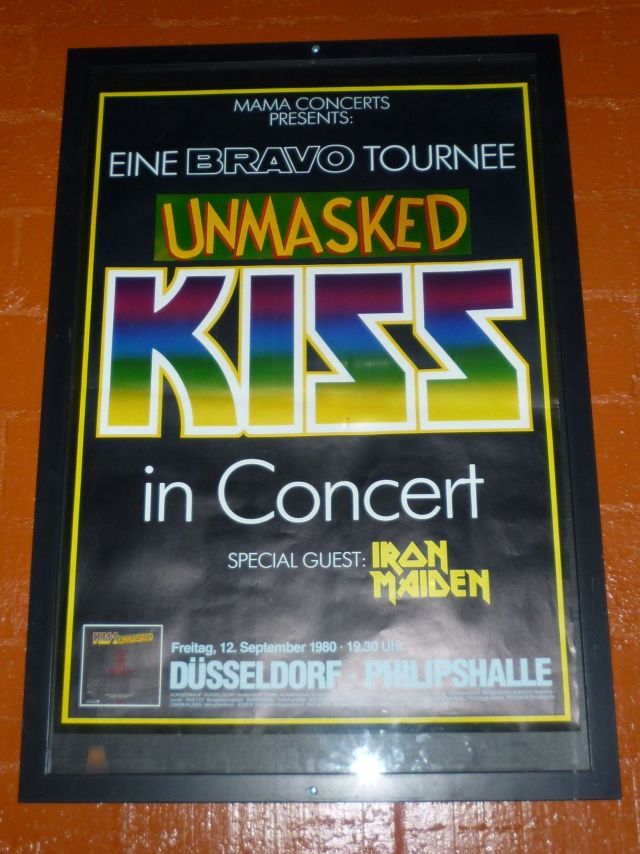 MAMA CONCERTS
PRESENTS:
EINE BRAVO TOURNEE
UNMASKED
KISS
in Concert
SPECIAL GUEST: IRON MAIDEN
KISS UNMASKED
Freitag, 12. September 1980 · 19.30 Uhr
DÜSSELDORF · PHILIPSHALLE